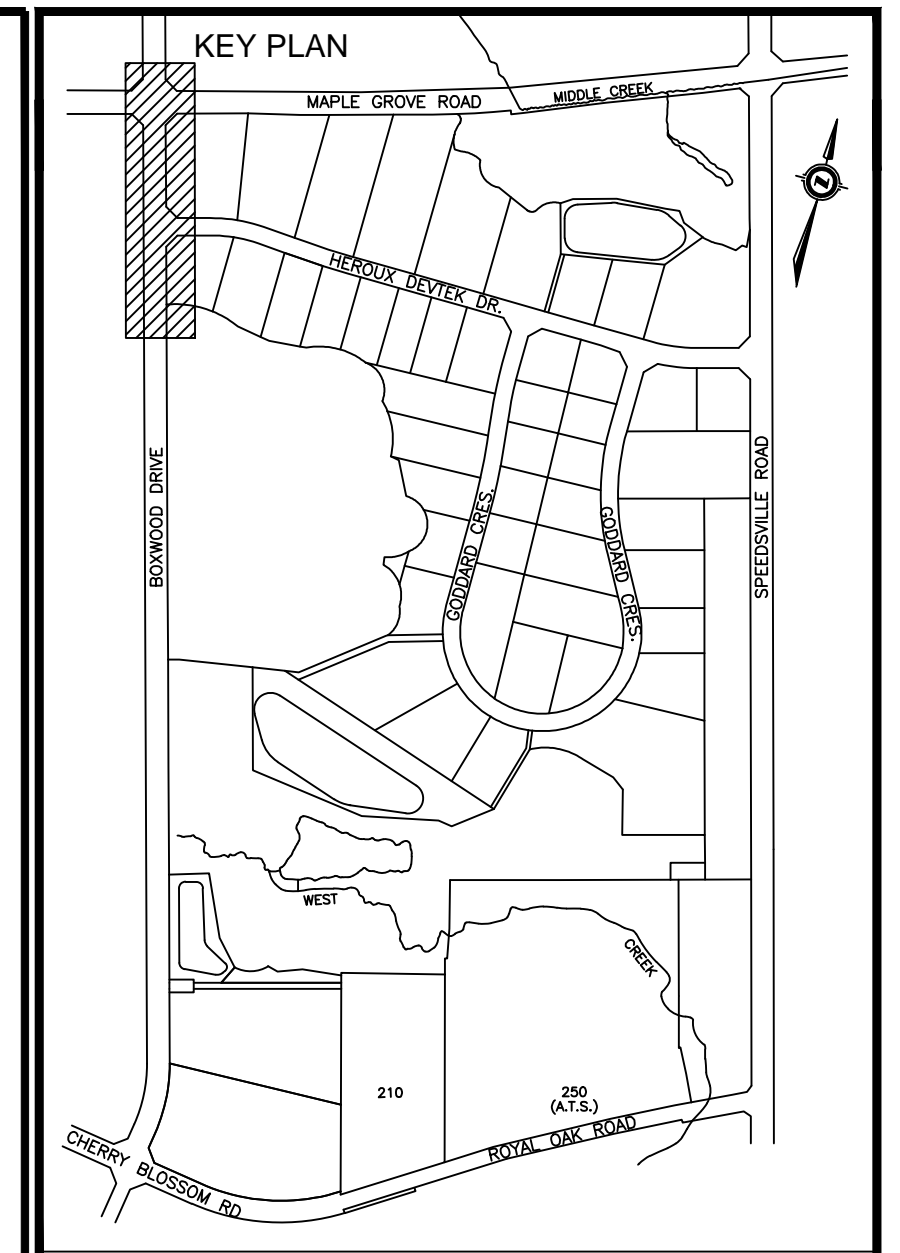 KEY PLAN
MAPLE GROVE ROAD
MIDDLE CREEK
HEROUX DEVTEK DR.
BOXWOOD DRIVE
SPEEDSVILLE ROAD
GODDARD CRES.
GODDARD CRES.
WEST
CREEK
210
250
(A.T.S.)
ROYAL OAK ROAD
CHERRY BLOSSOM RD
N